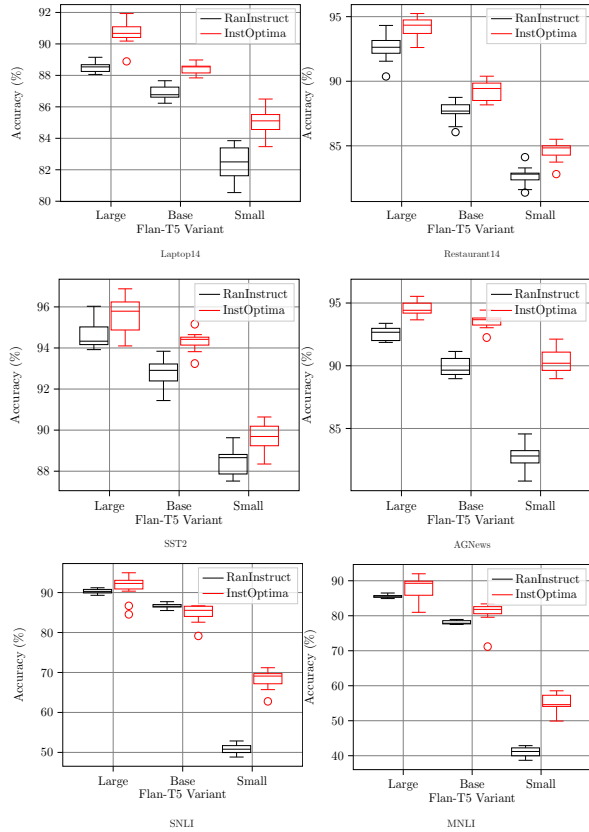 92
90
88
86
84
82
80
Accuracy (%)
RanInstruct
InstOptima
Large
Base
Small
Flan-T5 Variant
Laptop14
95
90
85
Accuracy (%)
RanInstruct
InstOptima
Large
Base
Small
Flan-T5 Variant
Restaurant14
96
94
92
90
88
Accuracy (%)
RanInstruct
InstOptima
Large
Base
Small
Flan-T5 Variant
SST2
95
90
85
Accuracy (%)
RanInstruct
InstOptima
Large
Base
Small
Flan-T5 Variant
AGNews
90
80
70
60
50
Accuracy (%)
RanInstruct
InstOptima
Large
Base
Small
Flan-T5 Variant
SNLI
90
80
70
60
50
40
Accuracy (%)
RanInstruct
InstOptima
Large
Base
Small
Flan-T5 Variant
MNLI